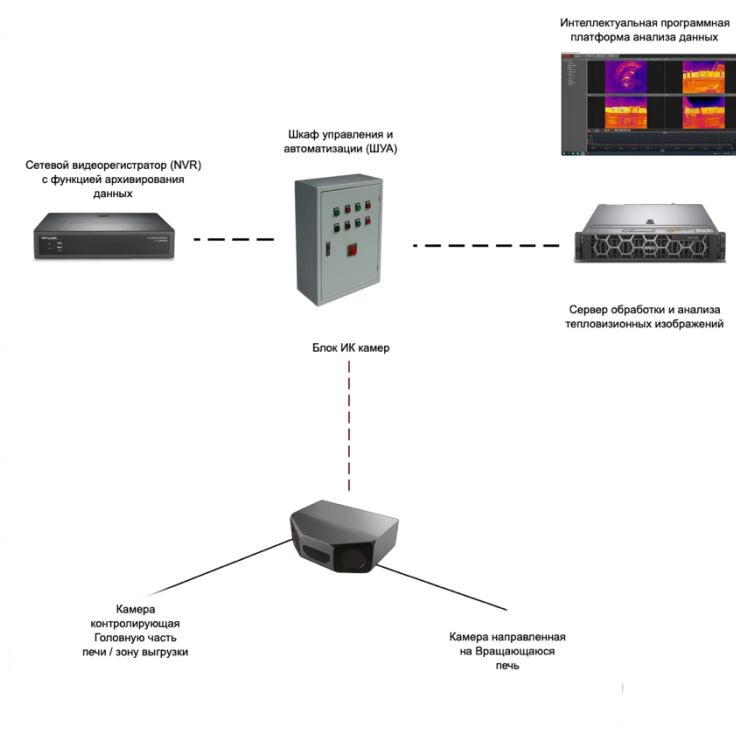 Интеллектуальная программная
платформа анализа данных
Шкаф управления и
автоматизации (ШУА)
Сетевой видеорегистратор (NVR)
с функцией архивирования
данных
Сервер обработки и анализа
тепловизионных изображений
Блок ИК камер
Камера
контролирующая
Головную часть
печи / зону выгрузки
Камера направленная
на Вращающаюся
печь